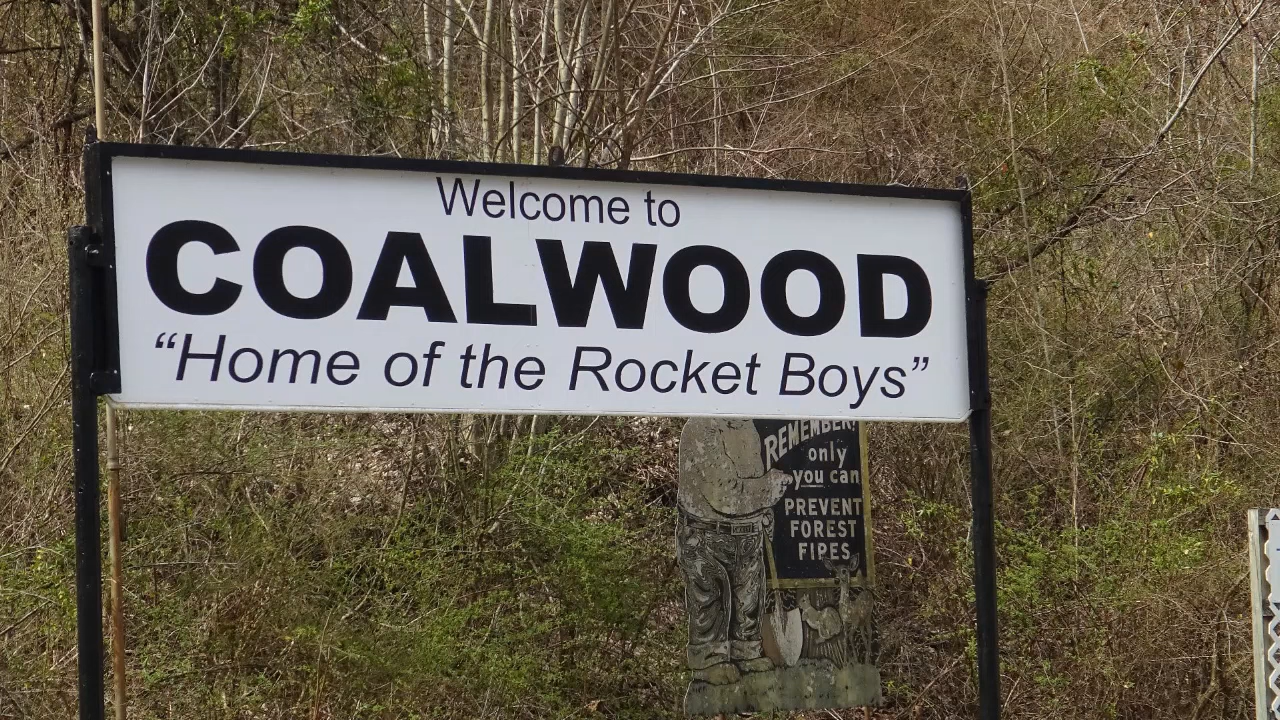 Welcome to
COALWOOD
“Home of the Rocket Boys”
REMEMBER!
only
you can
PREVENT
FOREST
FIPES